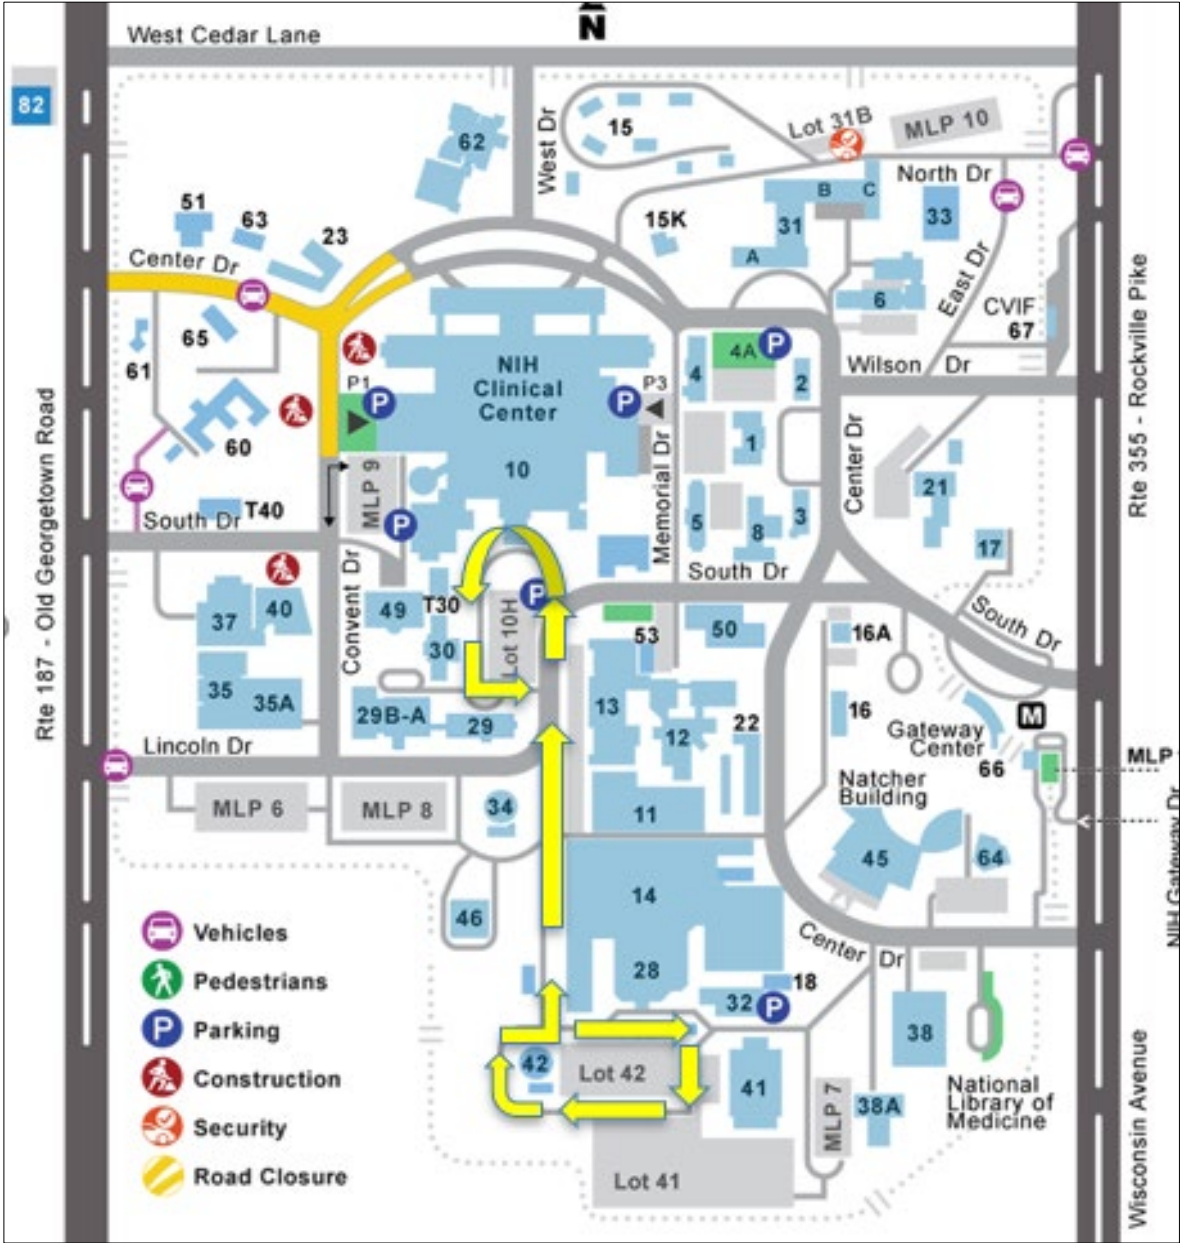 N
West Cedar Lane
82
62
West Dr
15
Lot 31B
MLP 10
North Dr
B
C
51
63
23
15K
31
33
A
Center Dr
East Dr
6
CVIF
67
65
61
NIH
Clinical
Center
4A
P
Wilson Dr
P1
P
P
P3
4
2
60
10
1
Memorial Dr
Center Dr
Rte 355 - Rockville Pike
Rte 187 - Old Georgetown Road
MLP 9
P
21
South Dr
T40
5
8
3
17
South Dr
South Dr
37
40
Convent Dr
49
T30
P
Lot 10H
53
50
16A
30
35
35A
29B-A
29
13
12
22
16
M
Gateway
Center
66
MLP
Lincoln Dr
Natcher
Building
MLP 6
MLP 8
34
11
45
64
NIH Gateway Dr
14
46
Center Dr
28
18
32
P
38
42
Lot 42
41
MLP 7
38A
National
Library of
Medicine
Lot 41
Wisconsin Avenue
Vehicles
Pedestrians
P Parking
Construction
Security
Road Closure